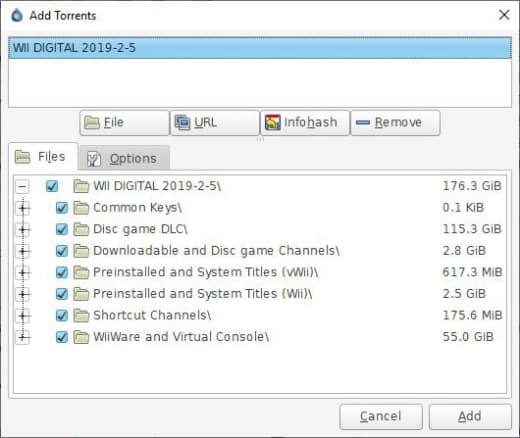 Add Torrents
WII DIGITAL 2019-2-5
File URL Infohash Remove
Files Options
WII DIGITAL 2019-2-5\ 176.3 GiB
Common Keys\ 0.1 KiB
Disc game DLC\ 115.3 GiB
Downloadable and Disc game Channels\ 2.8 GiB
Preinstalled and System Titles (vWii)\ 617.3 MiB
Preinstalled and System Titles (Wii)\ 2.5 GiB
Shortcut Channels\ 175.6 MiB
WiiWare and Virtual Console\ 55.0 GiB
Cancel Add